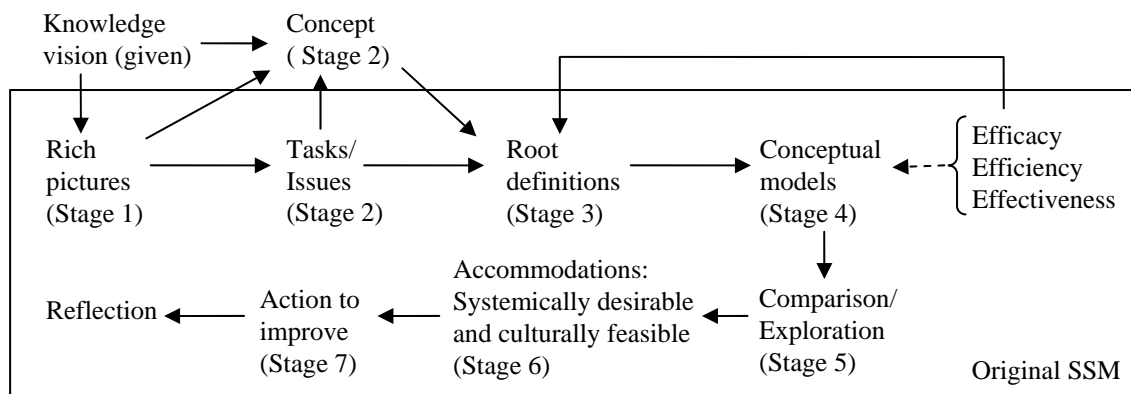 Knowledge
vision (given)
Concept
( Stage 2)
Rich
pictures
(Stage 1)
Tasks/
Issues
(Stage 2)
Root
definitions
(Stage 3)
Conceptual
models
(Stage 4)
Efficacy
Efficiency
Effectiveness
Reflection
Action to
improve
(Stage 7)
Accommodations:
Systemically desirable
and culturally feasible
(Stage 6)
Comparison/
Exploration
(Stage 5)
Original SSM